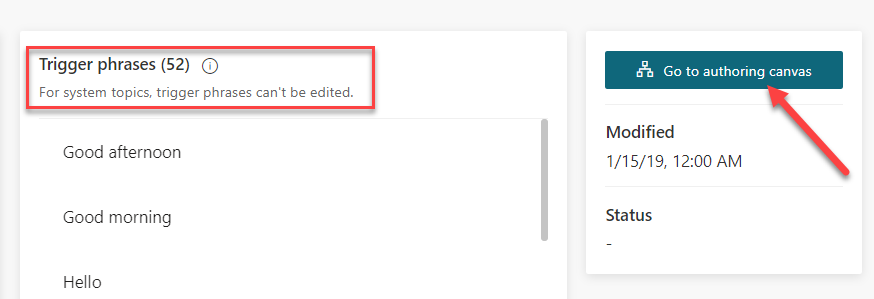 Trigger phrases (52)
For system topics, trigger phrases can't be edited.
Good afternoon
Good morning
Hello
Go to authoring canvas
Modified
1/15/19, 12:00 AM
Status
-